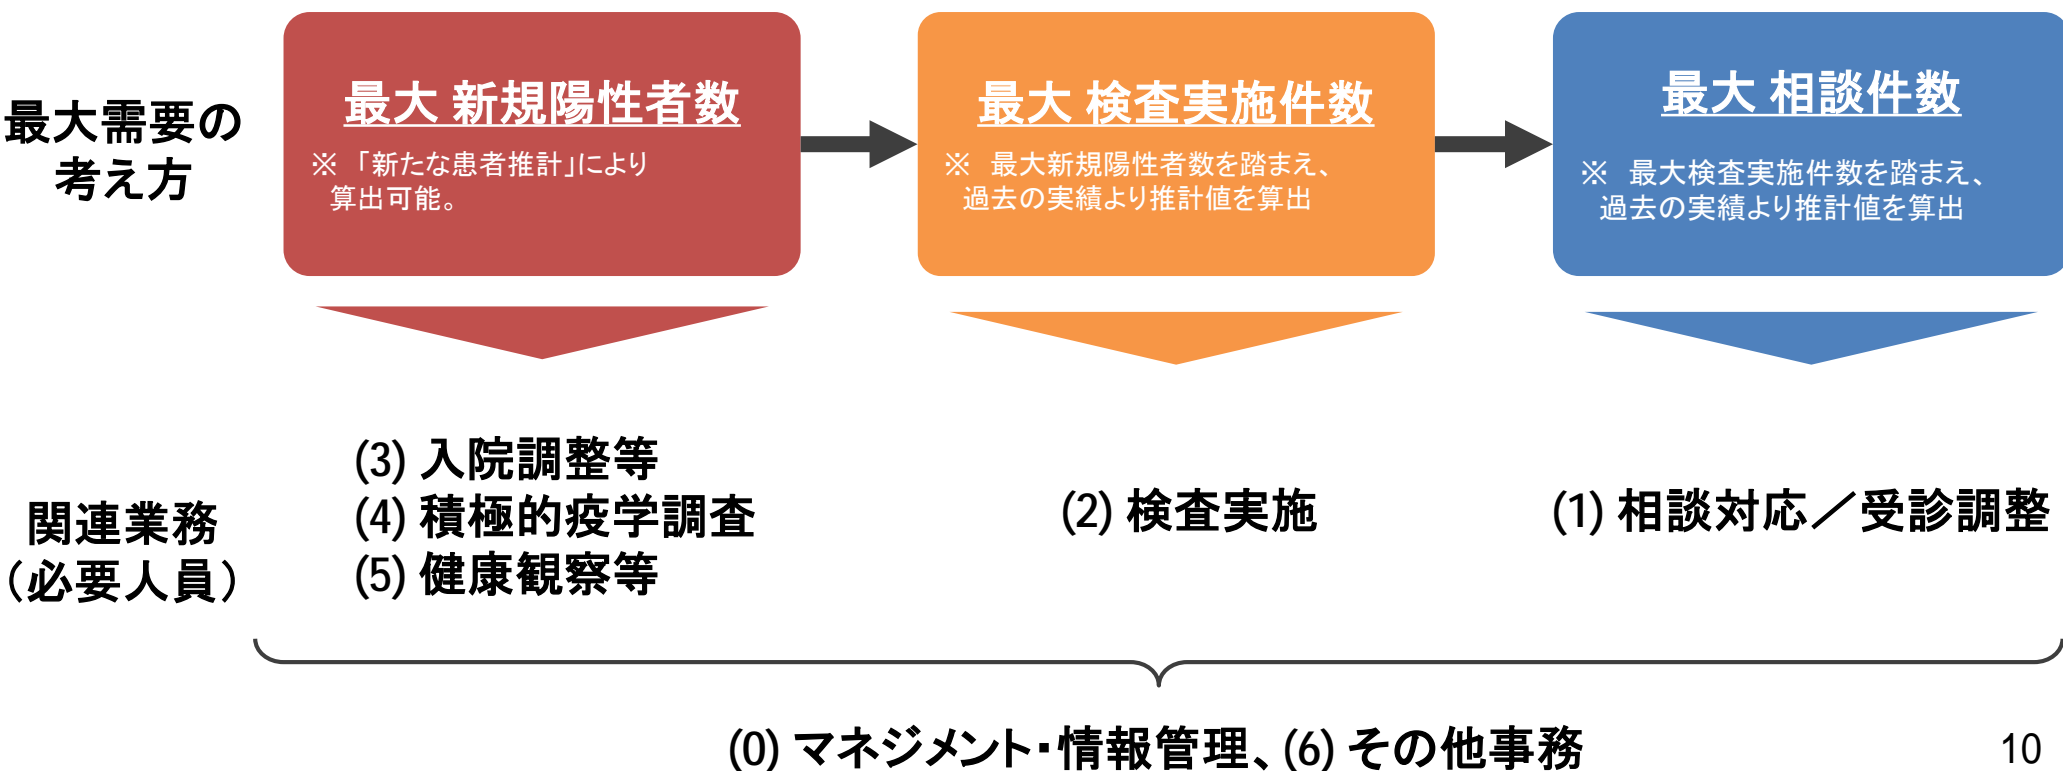 最大需要の
考え方
最大 新規陽性者数
※ 「新たな患者推計」により
算出可能。
最大 検査実施件数
※ 最大新規陽性者数を踏まえ、
過去の実績より推計値を算出
最大 相談件数
※ 最大検査実施件数を踏まえ、
過去の実績より推計値を算出
関連業務
（必要人員）
(3) 入院調整等
(4) 積極的疫学調査
(5) 健康観察等
(2) 検査実施
(1) 相談対応／受診調整
(0) マネジメント・情報管理、(6) その他事務
10